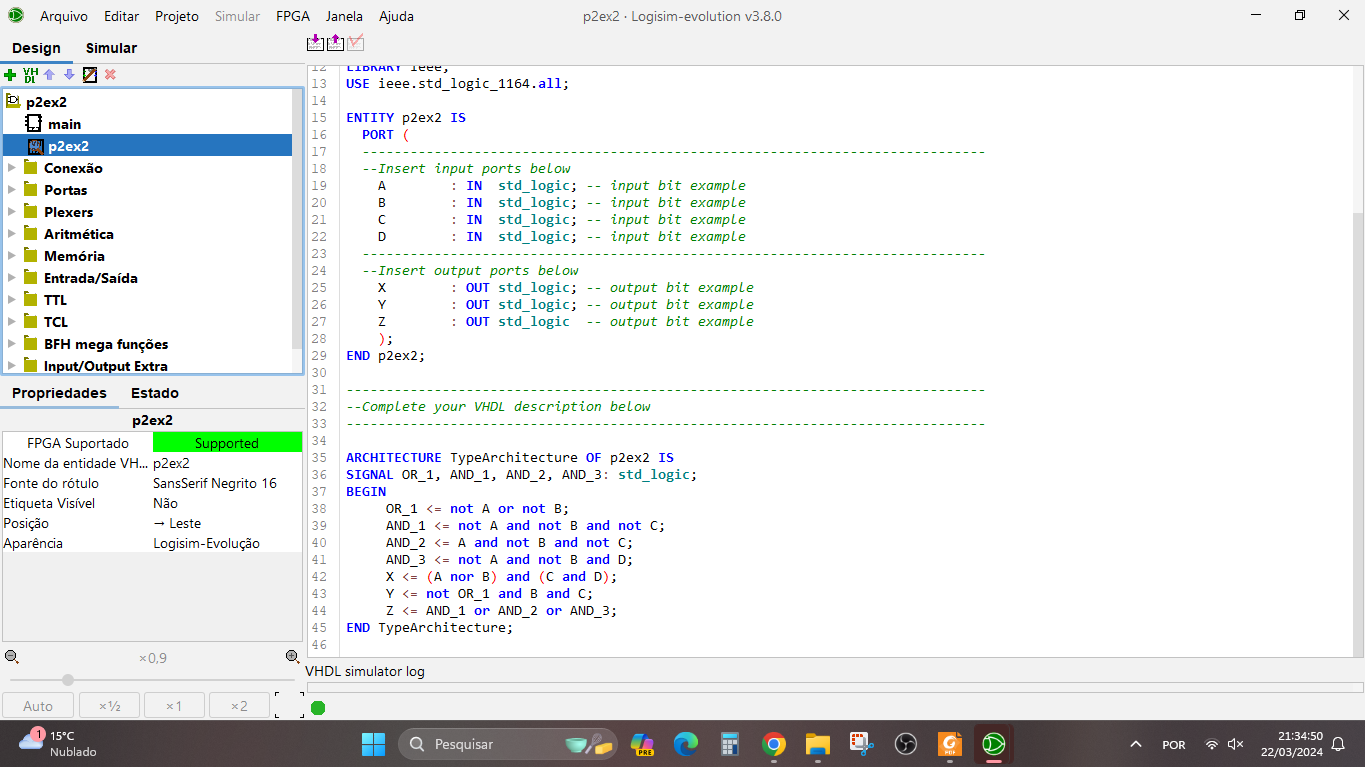 Arquivo Editar Projeto Simular FPGA Janela Ajuda
p2ex2 · Logisim-evolution v3.8.0
Design Simular
VH
DL
p2ex2
main
p2ex2
Conexão
Portas
Plexers
Aritmética
Memória
Entrada/Saída
TTL
TCL
BFH mega funções
Input/Output Extra
Propriedades Estado
p2ex2
FPGA Suportado Supported
Nome da entidade VH... p2ex2
Fonte do rótulo SansSerif Negrito 16
Etiqueta Visível Não
Posição → Leste
Aparência Logisim-Evolução
×0,9
Auto ×½ ×1 ×2
12 LIBRARY ieee;
13 USE ieee.std_logic_1164.all;
14
15 ENTITY p2ex2 IS
16 PORT (
17 ------------------------------------------------------------------------------
18 --Insert input ports below
19 A : IN std_logic; -- input bit example
20 B : IN std_logic; -- input bit example
21 C : IN std_logic; -- input bit example
22 D : IN std_logic; -- input bit example
23 ------------------------------------------------------------------------------
24 --Insert output ports below
25 X : OUT std_logic; -- output bit example
26 Y : OUT std_logic; -- output bit example
27 Z : OUT std_logic -- output bit example
28 );
29 END p2ex2;
30
31 --------------------------------------------------------------------------------
32 --Complete your VHDL description below
33 --------------------------------------------------------------------------------
34
35 ARCHITECTURE TypeArchitecture OF p2ex2 IS
36 SIGNAL OR_1, AND_1, AND_2, AND_3: std_logic;
37 BEGIN
38 OR_1 <= not A or not B;
39 AND_1 <= not A and not B and not C;
40 AND_2 <= A and not B and not C;
41 AND_3 <= not A and not B and D;
42 X <= (A nor B) and (C and D);
43 Y <= not OR_1 and B and C;
44 Z <= AND_1 or AND_2 or AND_3;
45 END TypeArchitecture;
46
VHDL simulator log
1
15°C
Nublado
Pesquisar
PRE
PDF
POR
21:34:50
22/03/2024